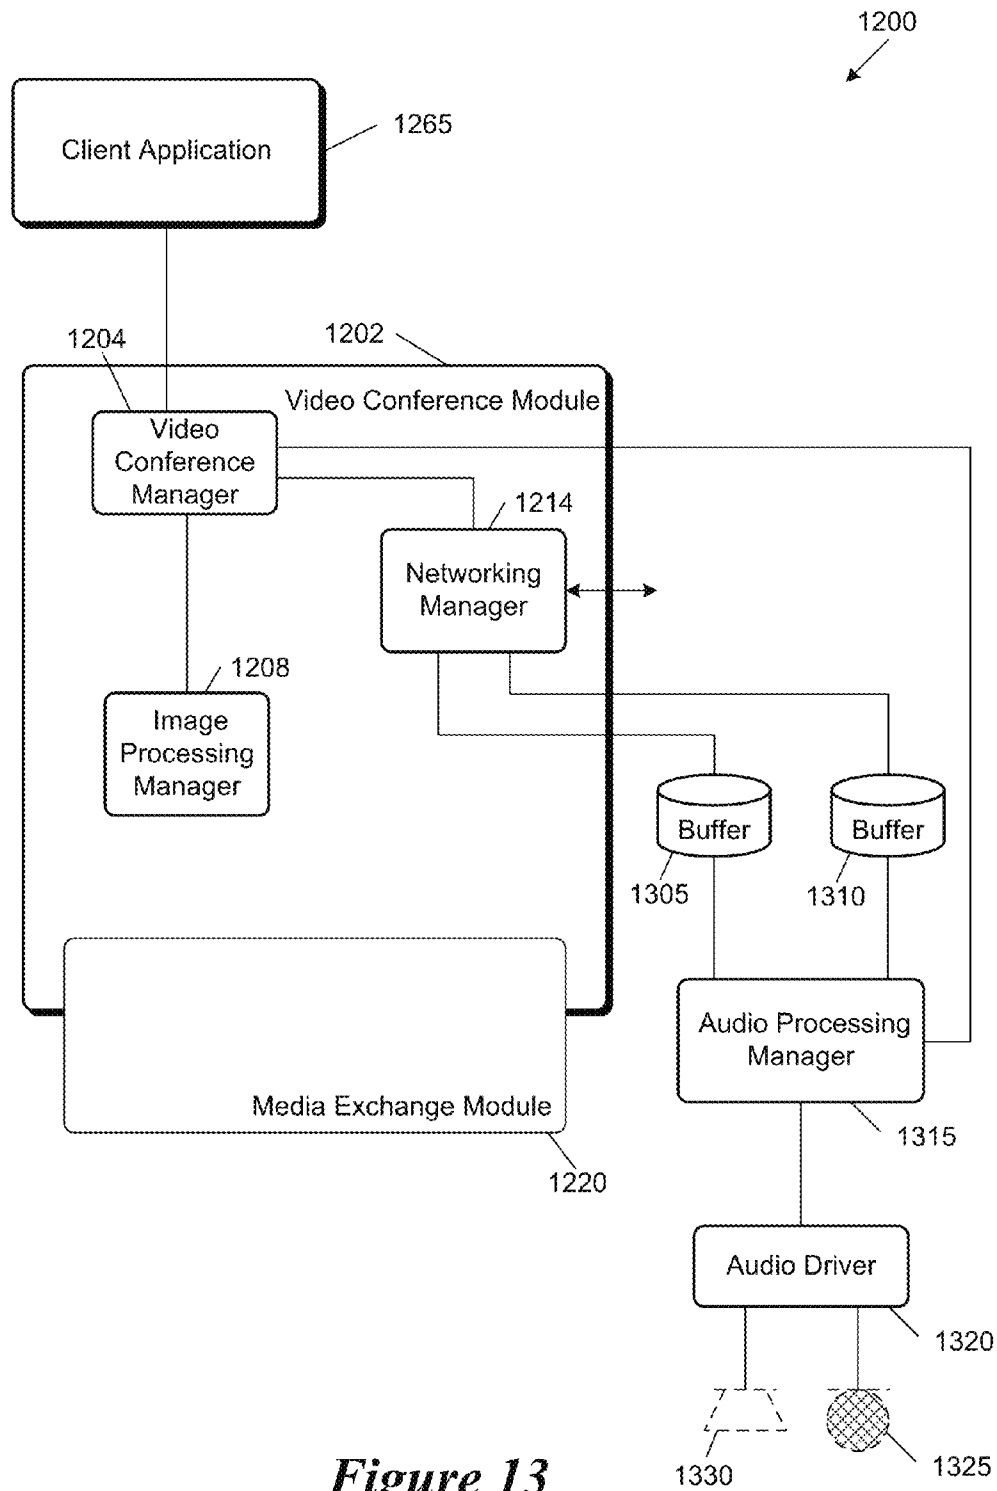 1200
Client Application
1265
1204
1202
Video Conference Module
Video
Conference
Manager
1214
Networking
Manager
1208
Image
Processing
Manager
Buffer
Buffer
1305
1310
Audio Processing
Manager
Media Exchange Module
1315
1220
Audio Driver
1320
1330
1325
Figure 13